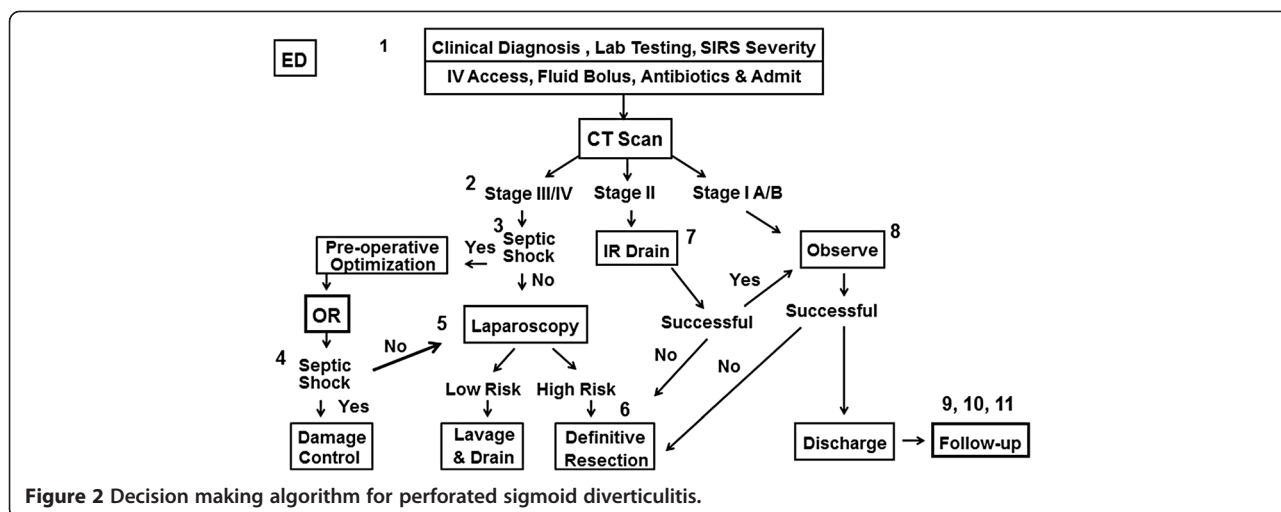 1
ED
Clinical Diagnosis , Lab Testing, SIRS Severity
IV Access, Fluid Bolus, Antibiotics & Admit
CT Scan
2
Stage III/IV
Stage II
Stage I A/B
3
Septic
Shock
Yes
Pre-operative
Optimization
No
7
IR Drain
8
Observe
Yes
OR
5
Laparoscopy
Successful
Successful
4
Septic
Shock
No
No
No
Low Risk
High Risk
Yes
6
9, 10, 11
Damage
Control
Lavage
& Drain
Definitive
Resection
Discharge
Follow-up
Figure 2 Decision making algorithm for perforated sigmoid diverticulitis.